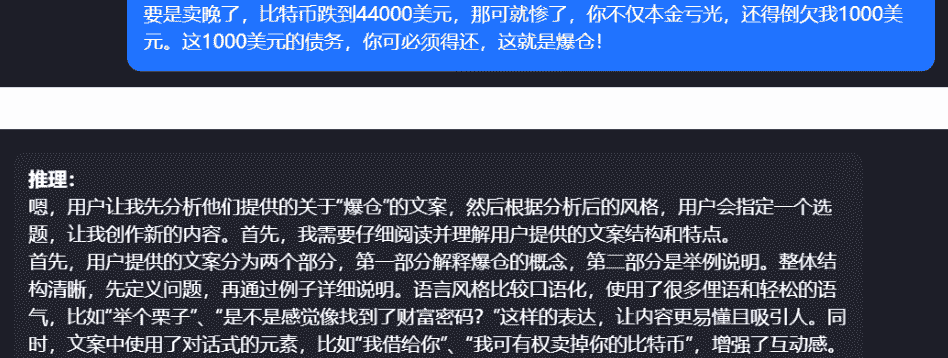 要是卖晚了，比特币跌到44000美元，那可就惨了，你不仅本金亏光，还得倒欠我1000美
元。这1000美元的债务，你可必须得还，这就是爆仓！
推理：
嗯，用户让我先分析他们提供的关于“爆仓”的文案，然后根据分析后的风格，用户会指定一个选
题，让我创作新的内容。首先，我需要仔细阅读并理解用户提供的文案结构和特点。
首先，用户提供的文案分为两个部分，第一部分解释爆仓的概念，第二部分是举例说明。整体结
构清晰，先定义问题，再通过例子详细说明。语言风格比较口语化，使用了很多俚语和轻松的语
气，比如“举个栗子”、“是不是感觉像找到了财富密码？”这样的表达，让内容更易懂且吸引人。同
时，文案中使用了对话式的元素，比如“我借给你”、“我可有权卖掉你的比特币”，增强了互动感。